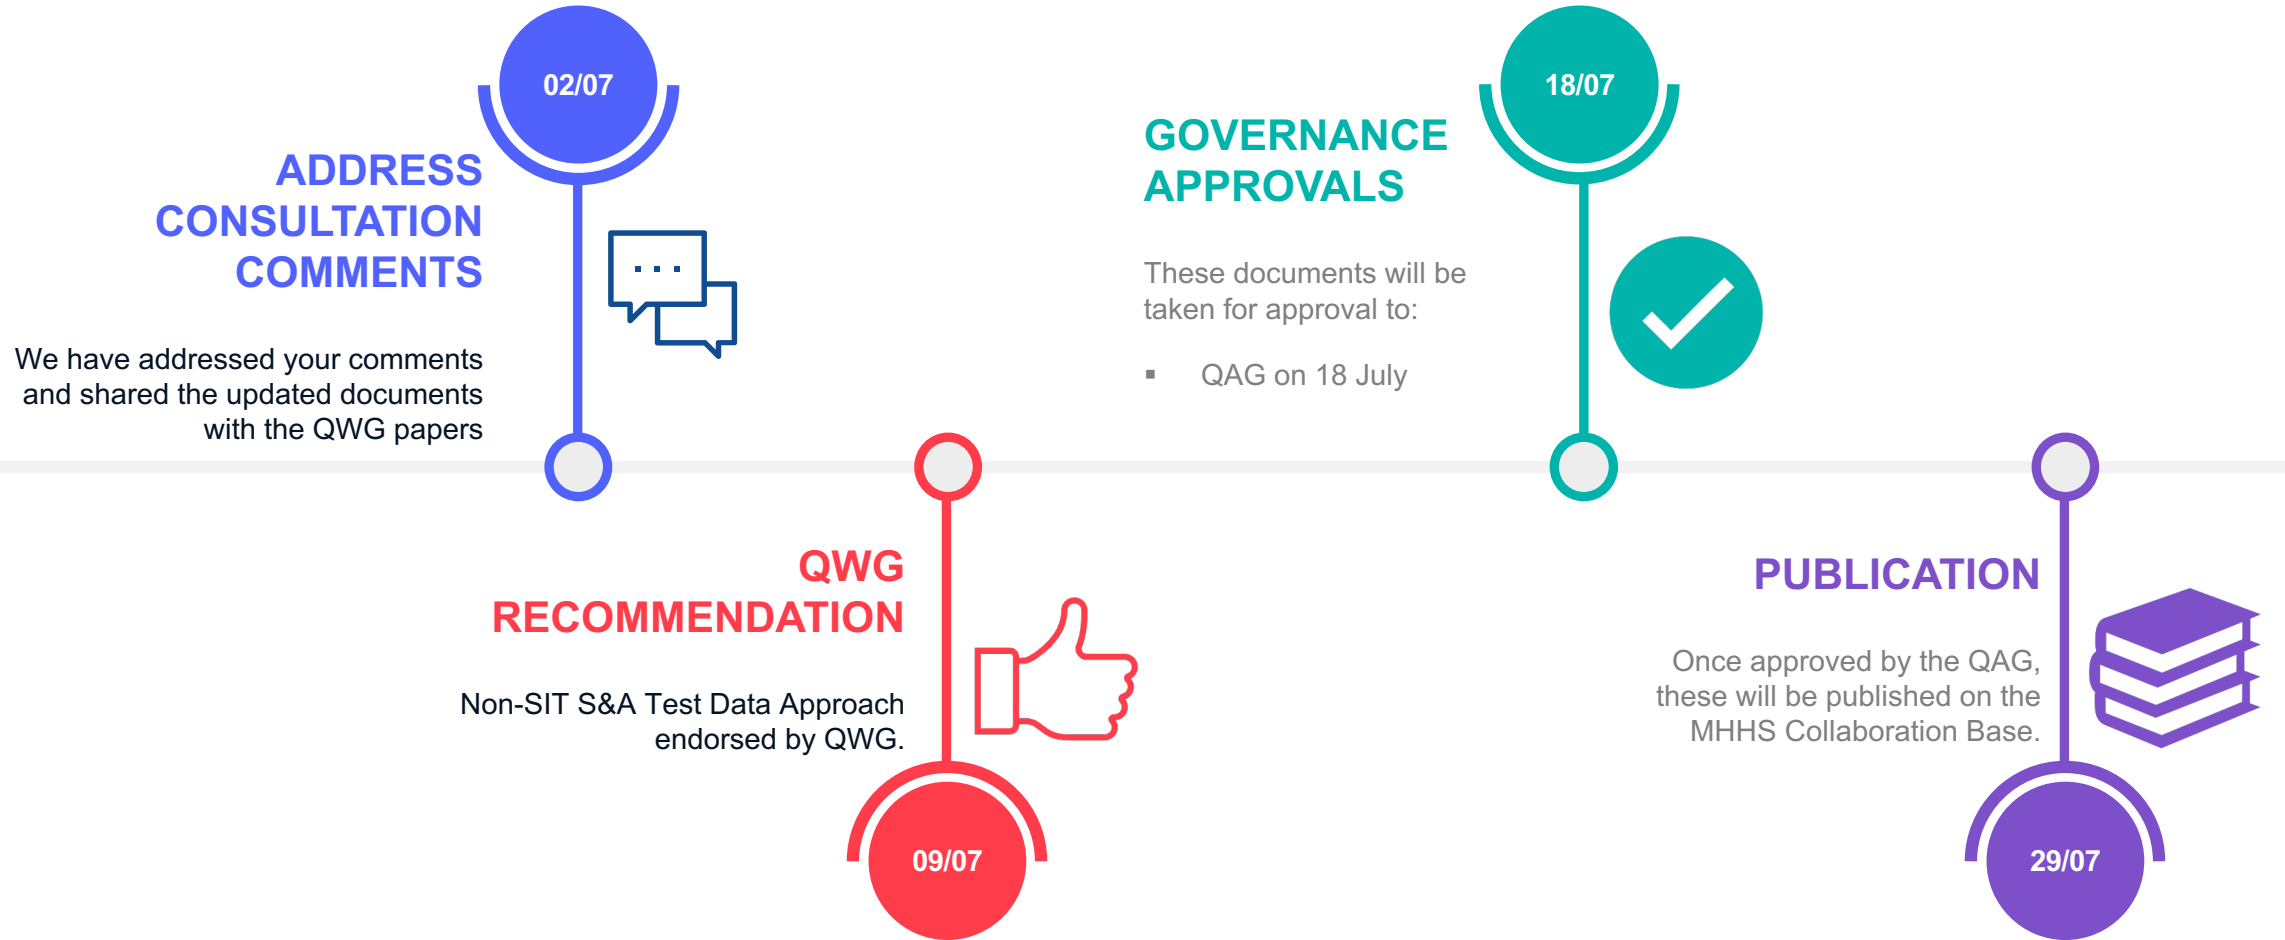 02/07
ADDRESS
CONSULTATION
COMMENTS
We have addressed your comments
and shared the updated documents
with the QWG papers
QWG
RECOMMENDATION
Non-SIT S&A Test Data Approach
endorsed by QWG.
09/07
18/07
GOVERNANCE
APPROVALS
These documents will be
taken for approval to:
▪ QAG on 18 July
PUBLICATION
Once approved by the QAG,
these will be published on the
MHHS Collaboration Base.
29/07